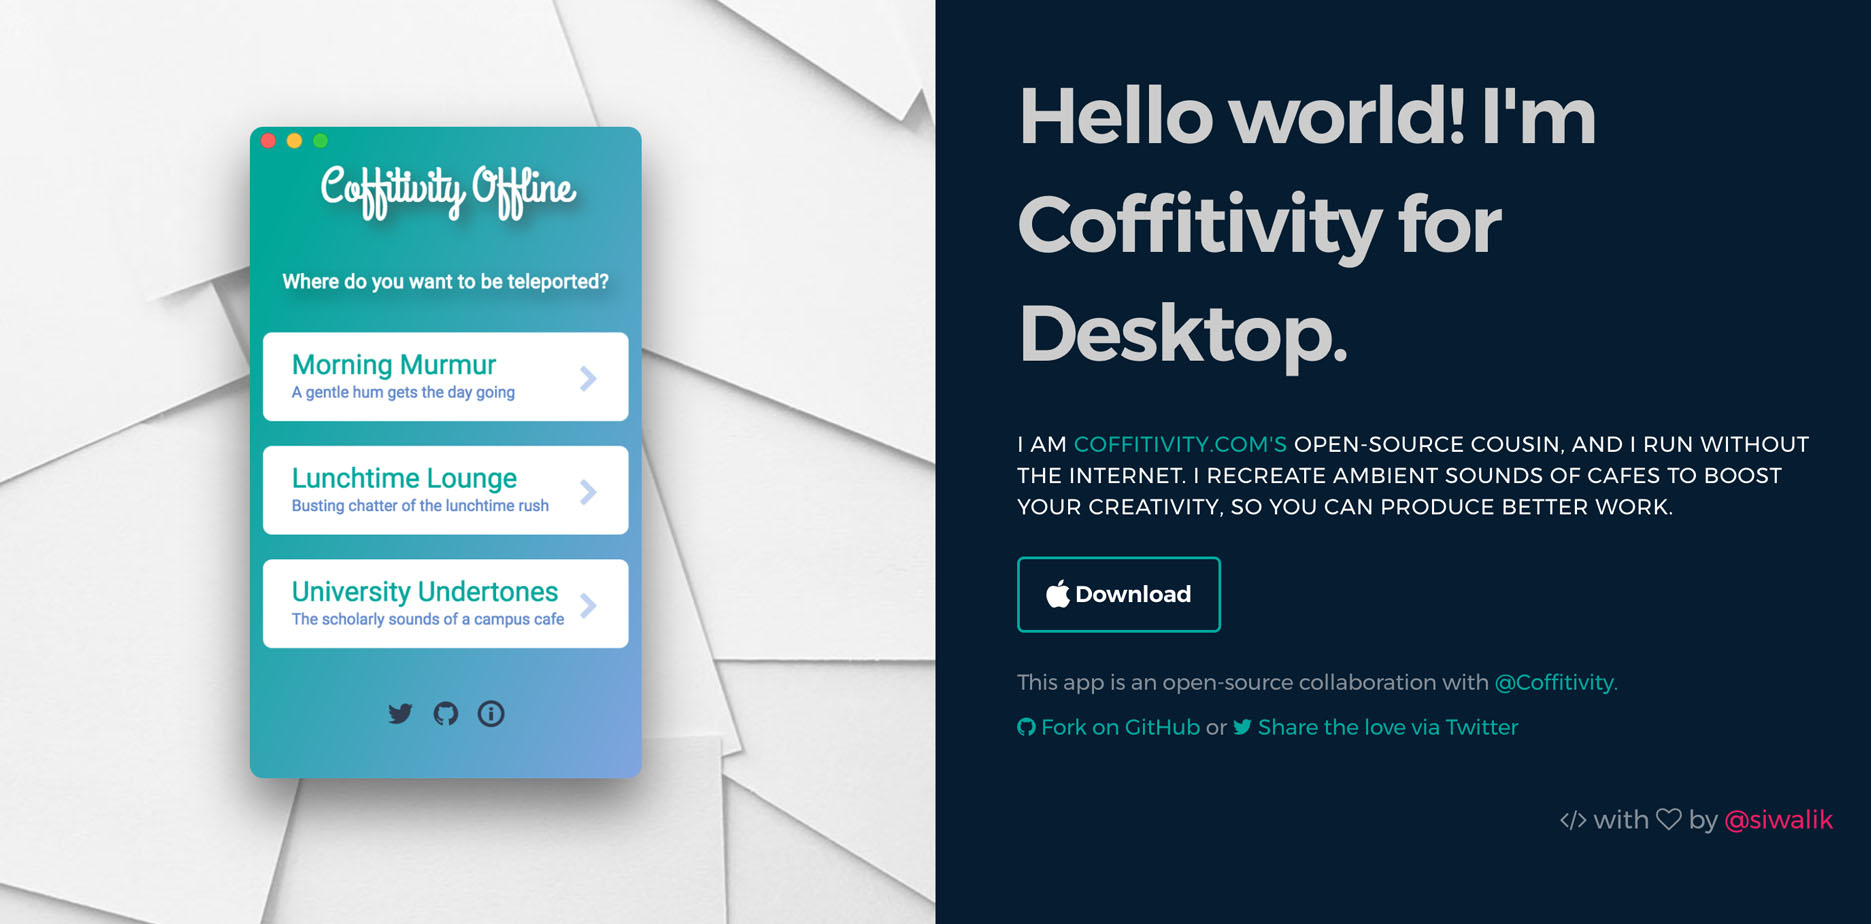 Coffitivity Offline
Where do you want to be teleported?
Morning Murmur
A gentle hum gets the day going
Lunchtime Lounge
Busting chatter of the lunchtime rush
University Undertones
The scholarly sounds of a campus cafe
Hello world! I'm
Coffitivity for
Desktop.
I AM COFFITIVITY.COM'S OPEN-SOURCE COUSIN, AND I RUN WITHOUT
THE INTERNET. I RECREATE AMBIENT SOUNDS OF CAFES TO BOOST
YOUR CREATIVITY, SO YOU CAN PRODUCE BETTER WORK.
Download
This app is an open-source collaboration with @Coffitivity.
Fork on GitHub or Share the love via Twitter
</> with ♡ by @siwalik